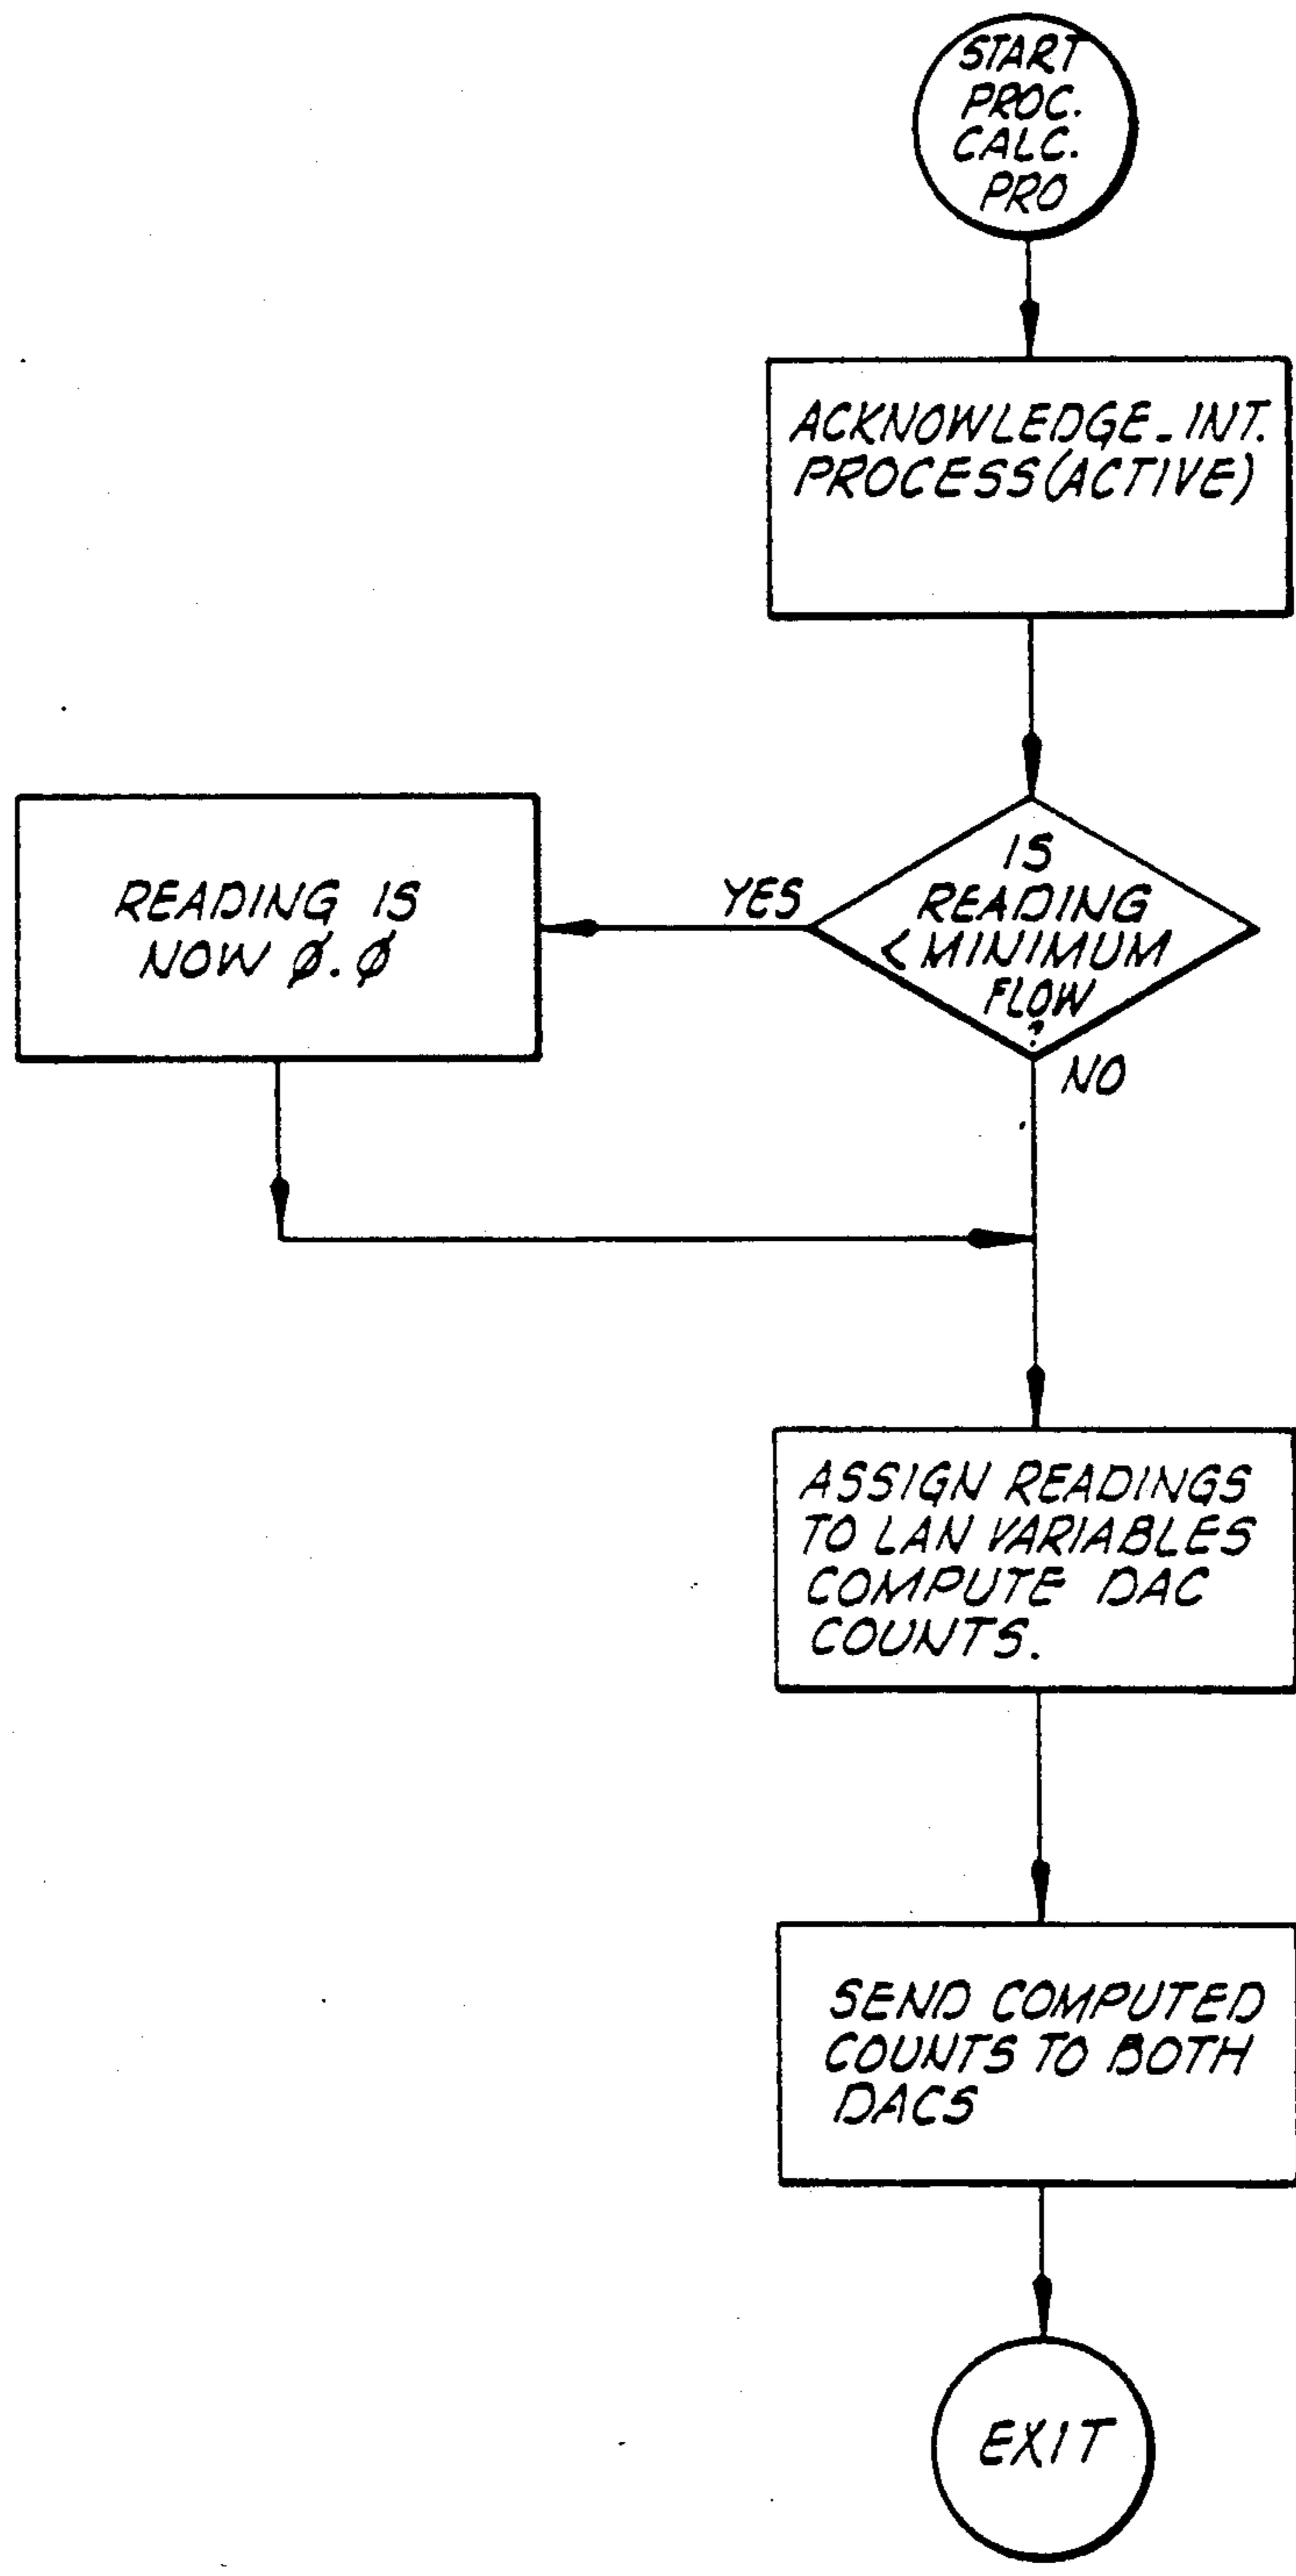 START
PROC.
CALC.
PRO
ACKNOWLEDGE_INT.
PROCESS(ACTIVE)
IS
READING
<MINIMUM
FLOW
?
YES
READING IS
NOW Ø.Ø
NO
ASSIGN READINGS
TO LAN VARIABLES
COMPUTE DAC
COUNTS.
SEND COMPUTED
COUNTS TO BOTH
DACS
EXIT